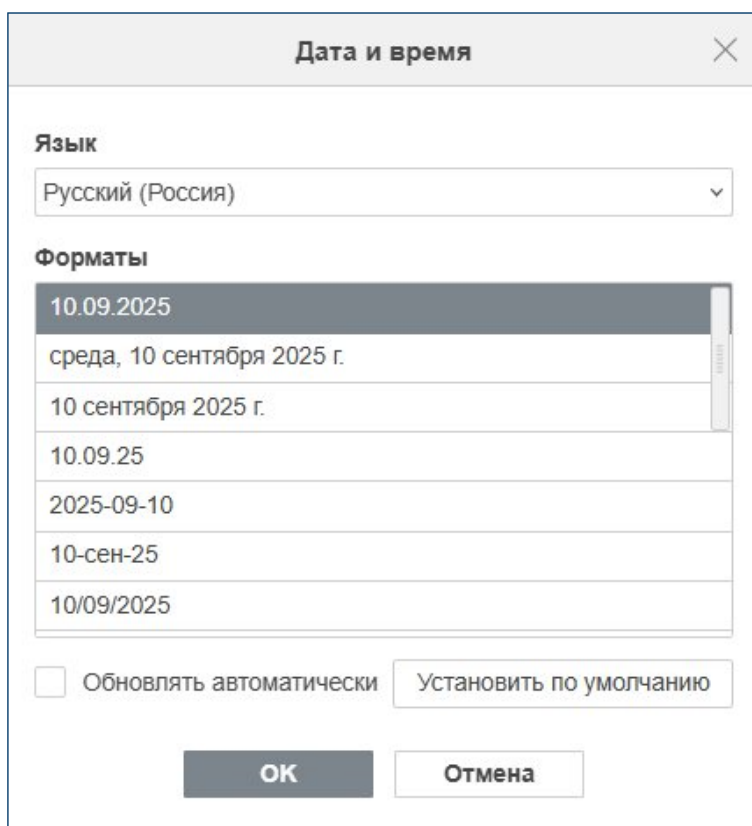 Дата и время
Язык
Русский (Россия)
Форматы
10.09.2025
среда, 10 сентября 2025 г.
10 сентября 2025 г.
10.09.25
2025-09-10
10-сен-25
10/09/2025
Обновлять автоматически Установить по умолчанию
OK Отмена